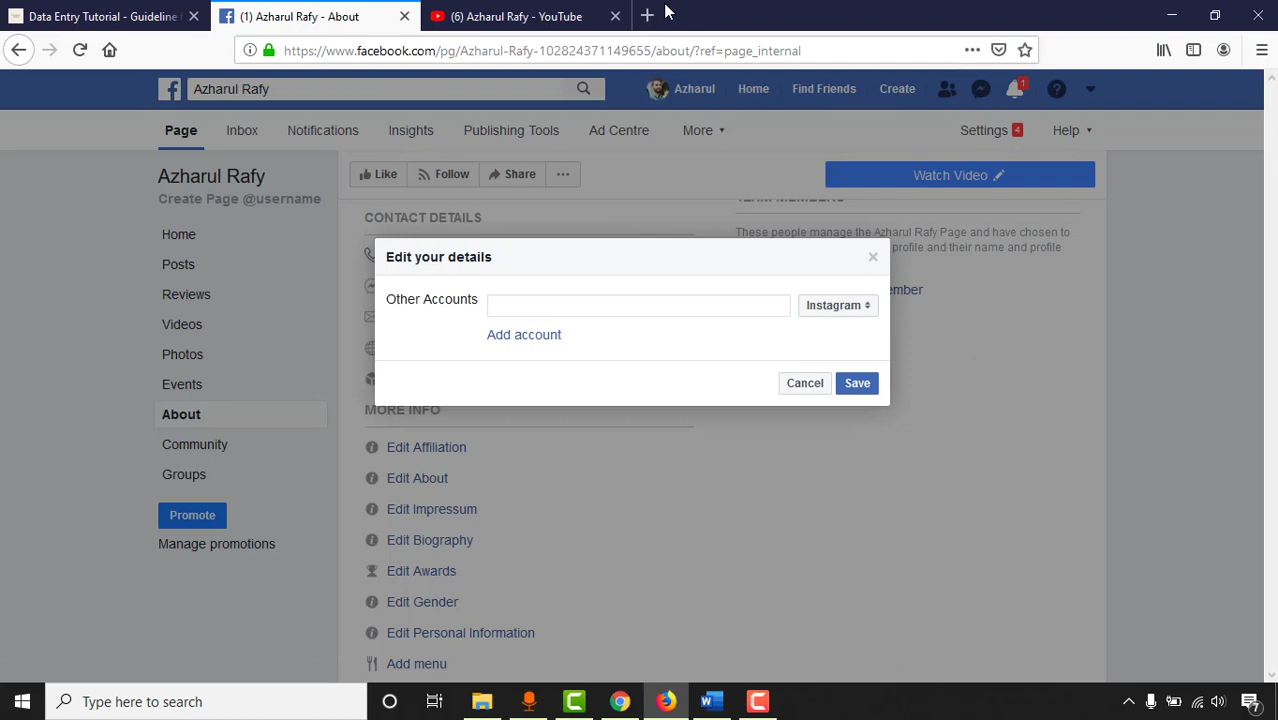 Data Entry Tutorial - Guideline
(1) Azharul Rafy - About
(6) Azharul Rafy - YouTube
https://www.facebook.com/pg/Azharul-Rafy-102824371149655/about/?ref=page_internal
Azharul Rafy
Azharul
Home
Find Friends
Create
1
Page
Inbox
Notifications
Insights
Publishing Tools
Ad Centre
More
Settings 4
Help
Azharul Rafy
Create Page @username
Home
Posts
Reviews
Videos
Photos
Events
About
Community
Groups
Promote
Manage promotions
Like
Follow
Share
Watch Video
CONTACT DETAILS
TEAM MEMBERS
These people manage the Azharul Rafy Page and have chosen to
profile and their name and profile
ember
Edit your details
Other Accounts
Instagram
Add account
Cancel
Save
MORE INFO
Edit Affiliation
Edit About
Edit Impressum
Edit Biography
Edit Awards
Edit Gender
Edit Personal Information
Add menu
Type here to search
7